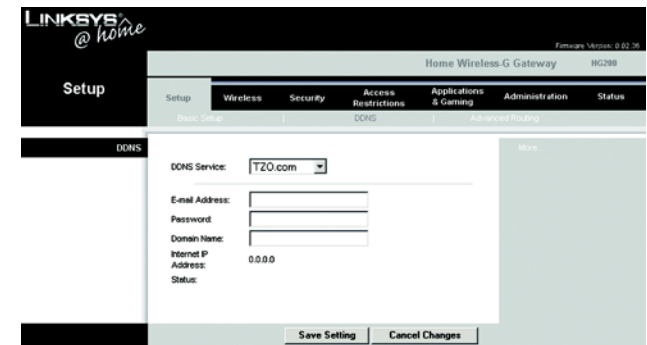 LINKSYS
@ home
Firmware Version: 0.02.36
Home Wireless-G Gateway HG200
Setup
Setup Wireless Security Access Restrictions Applications & Gaming Administration Status
Basic Setup | DDNS | Advanced Routing
DDNS
More...
DDNS Service: TZO.com
E-mail Address:
Password:
Domain Name:
Internet IP Address: 0.0.0.0
Status:
Save Setting Cancel Changes